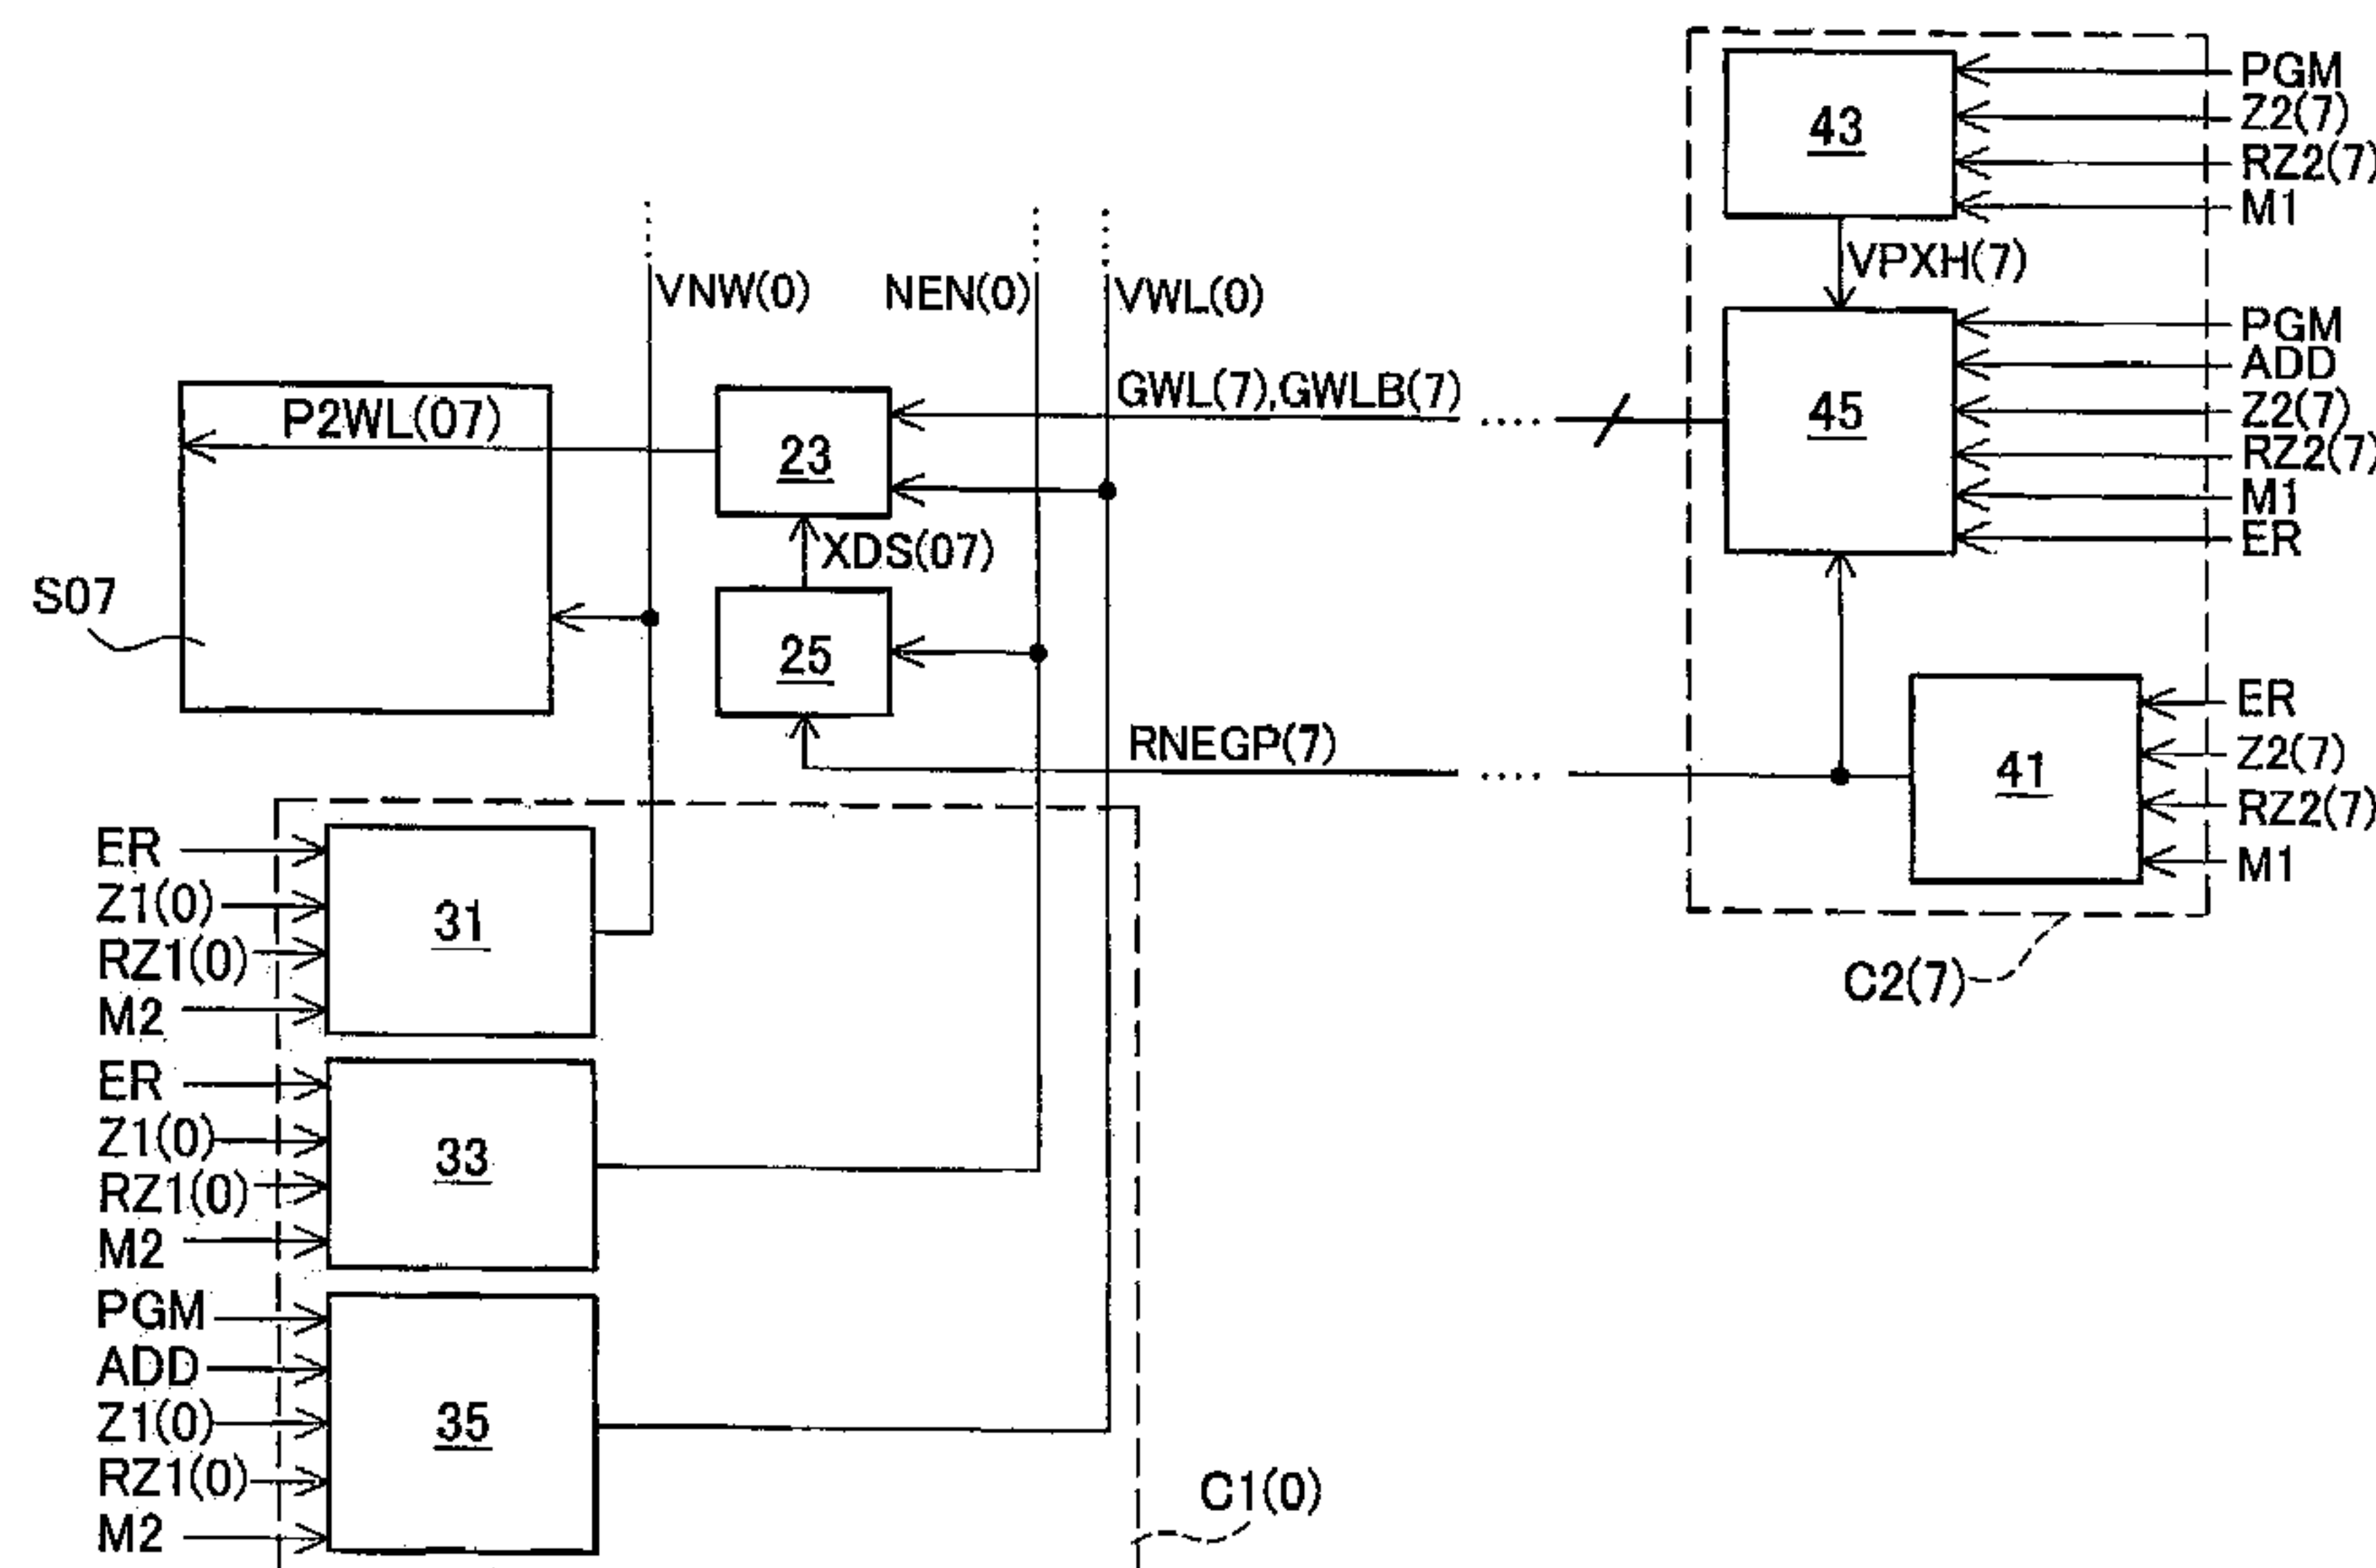 PGM
Z2(7)
RZ2(7)
M1
43
VPXH(7)
VNW(0)
NEN(0)
VWL(0)
PGM
ADD
Z2(7)
RZ2(7)
M1
ER
45
GWL(7),GWLB(7)
P2WL(07)
23
XDS(07)
S07
25
RNEGP(7)
ER
Z2(7)
RZ2(7)
M1
41
C2(7)
ER
Z1(0)
RZ1(0)
M2
31
ER
Z1(0)
RZ1(0)
M2
33
PGM
ADD
Z1(0)
RZ1(0)
M2
35
C1(0)